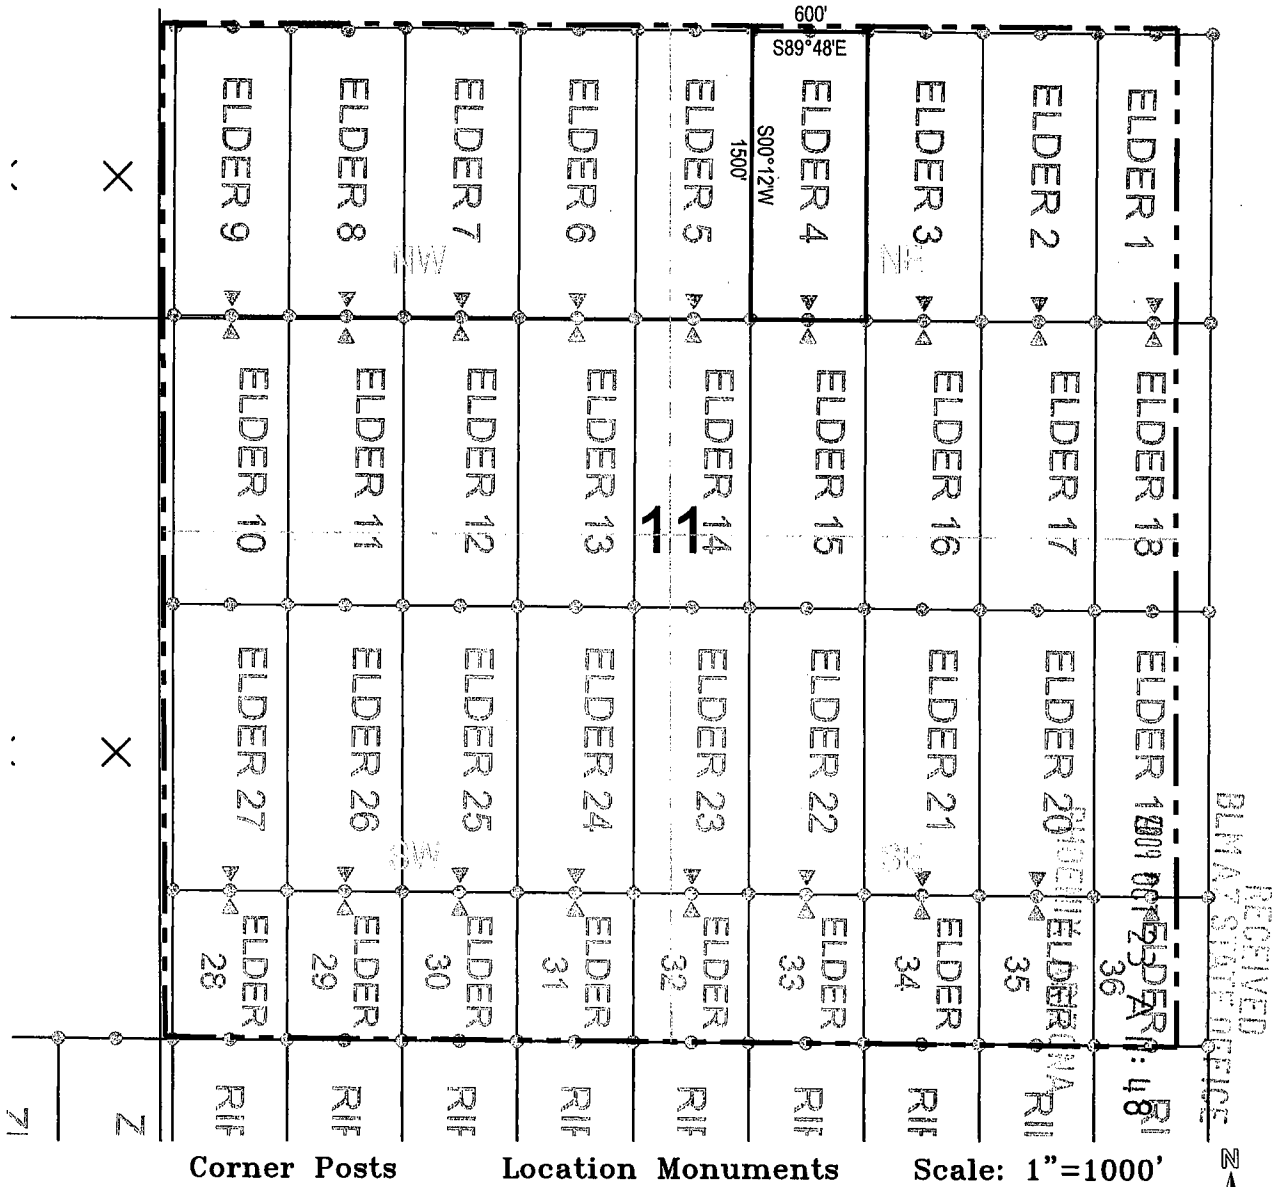 600'
S89°48'E
S00°12'W
1500'
ELDER 9
ELDER 8
ELDER 7
ELDER 6
ELDER 5
ELDER 4
ELDER 3
ELDER 2
ELDER 1
NW
ELDER 10
ELDER 11
ELDER 12
ELDER 13
ELDER 14
ELDER 15
ELDER 16
ELDER 17
ELDER 18
11
ELDER 27
ELDER 26
ELDER 25
ELDER 24
ELDER 23
ELDER 22
ELDER 21
ELDER 20
ELDER
SW
ELDER 28
ELDER 29
ELDER 30
ELDER 31
ELDER 32
ELDER 33
ELDER 34
ELDER 35
ELDER 36
RECEIVED
BLM AZ STATE OFFICE
Z
Corner Posts
Location Monuments
Scale: 1"=1000'
N